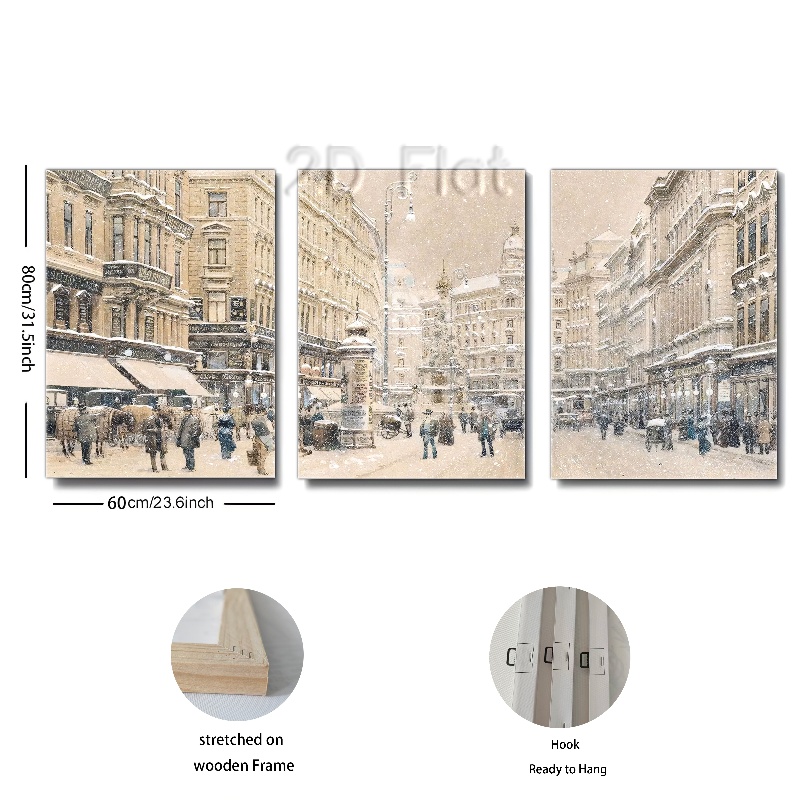 2D Flat
80cm/31.5inch
60cm/23.6inch
stretched on
wooden Frame
Hook
Ready to Hang